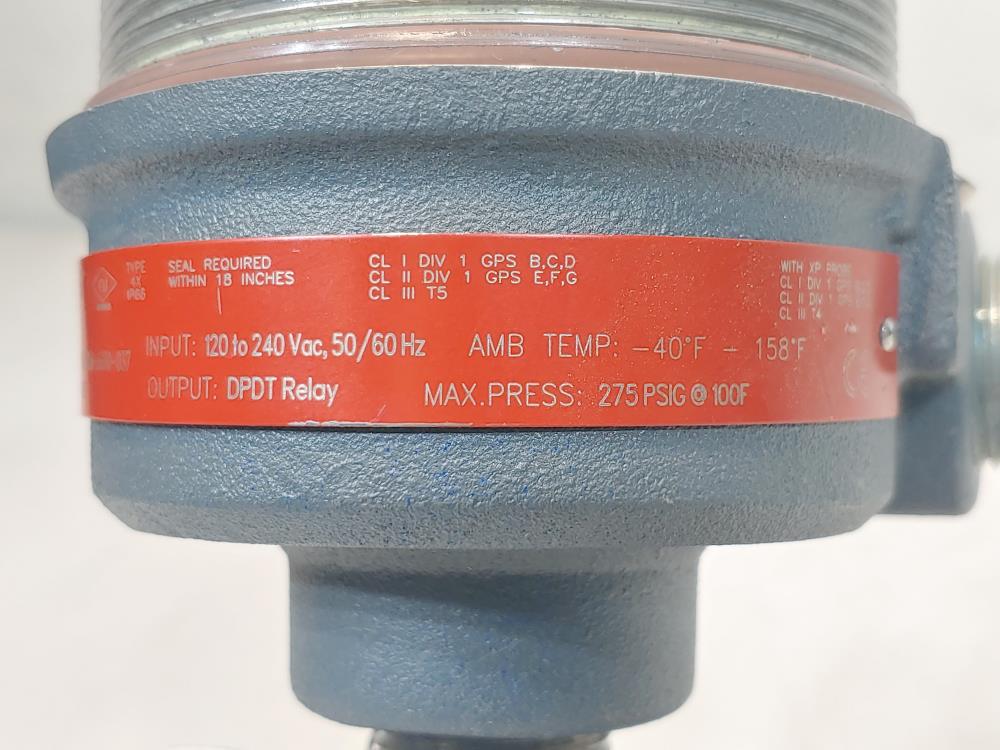 TYPE
4X
IP66
SEAL REQUIRED
WITHIN 18 INCHES
CL I DIV 1 GPS B,C,D
CL II DIV 1 GPS E,F,G
CL III T5
WITH XP PROBE
CL I DIV 1 GPS
CL II DIV 1 GPS
CL III T4
INPUT: 120 to 240 Vac, 50/60 Hz
AMB TEMP: -40°F - 158°F
OUTPUT: DPDT Relay
MAX.PRESS: 275 PSIG @ 100F